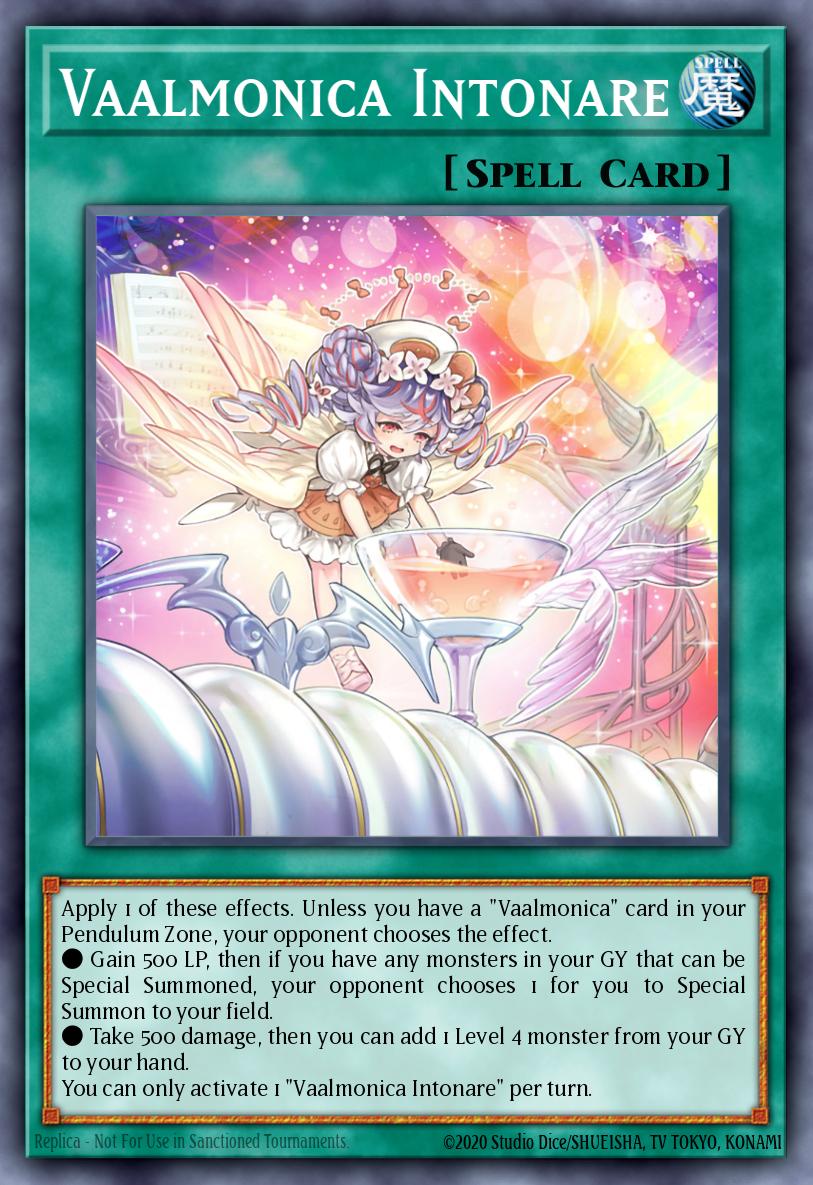 VAALMONICA INTONARE
SPELL
魔
[SPELL CARD]
Apply 1 of these effects. Unless you have a "Vaalmonica" card in your
Pendulum Zone, your opponent chooses the effect.
● Gain 500 LP, then if you have any monsters in your GY that can be
Special Summoned, your opponent chooses 1 for you to Special
Summon to your field.
● Take 500 damage, then you can add 1 Level 4 monster from your GY
to your hand.
You can only activate 1 "Vaalmonica Intonare" per turn.
Replica - Not For Use in Sanctioned Tournaments.
©2020 Studio Dice/SHUEISHA, TV TOKYO, KONAMI